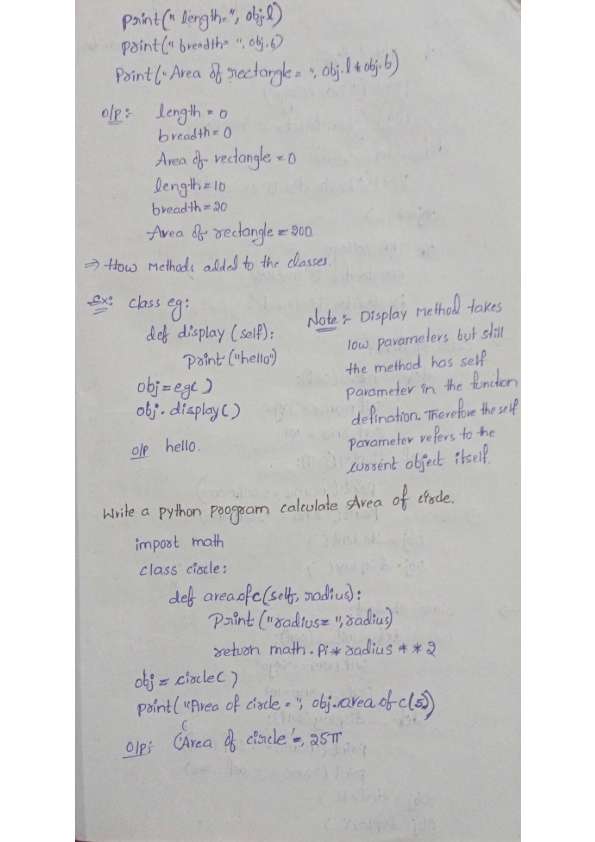 print(" length=", obj.l)
print(" breadth= ", obj.b)
print(" Area of rectangle= ", obj.l * obj.b)
o/p:- length = 0
breadth = 0
Area of rectangle = 0
length = 10
breadth = 20
Area of rectangle = 200
⇒ How Methods added to the classes.
Ex: class eg:
def display (self):
Print ("hello")
obj = eg( )
obj. display( )
o/p hello.
Note :- Display Method takes
low parameters but still
the method has self
Parameter in the function
defination. Therefore the self
parameter refers to the
current object itself.
Write a python program calculate Area of circle.
import math
class circle:
def areaofc(self, radius):
Print ("radius= ", radius)
return math. Pi * radius * * 2
obj = circle( )
print( "Area of circle = ", obj.area of c(5))
o/p: (Area of circle =, 25π